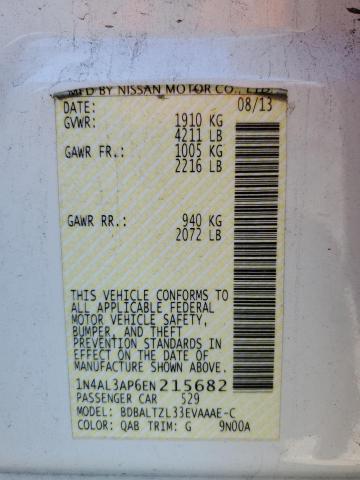 MFD BY NISSAN MOTOR CO., LTD.
DATE: 08/13
GVWR: 1910 KG
4211 LB
GAWR FR.: 1005 KG
2216 LB
GAWR RR.: 940 KG
2072 LB
THIS VEHICLE CONFORMS TO
ALL APPLICABLE FEDERAL
MOTOR VEHICLE SAFETY,
BUMPER, AND THEFT
PREVENTION STANDARDS IN
EFFECT ON THE DATE OF
MANUFACTURE SHOWN ABOVE.
1N4AL3AP6EN215682
PASSENGER CAR 529
MODEL: BDBALTZL33EVAAAE-C
COLOR: QAB TRIM: G 9N00A